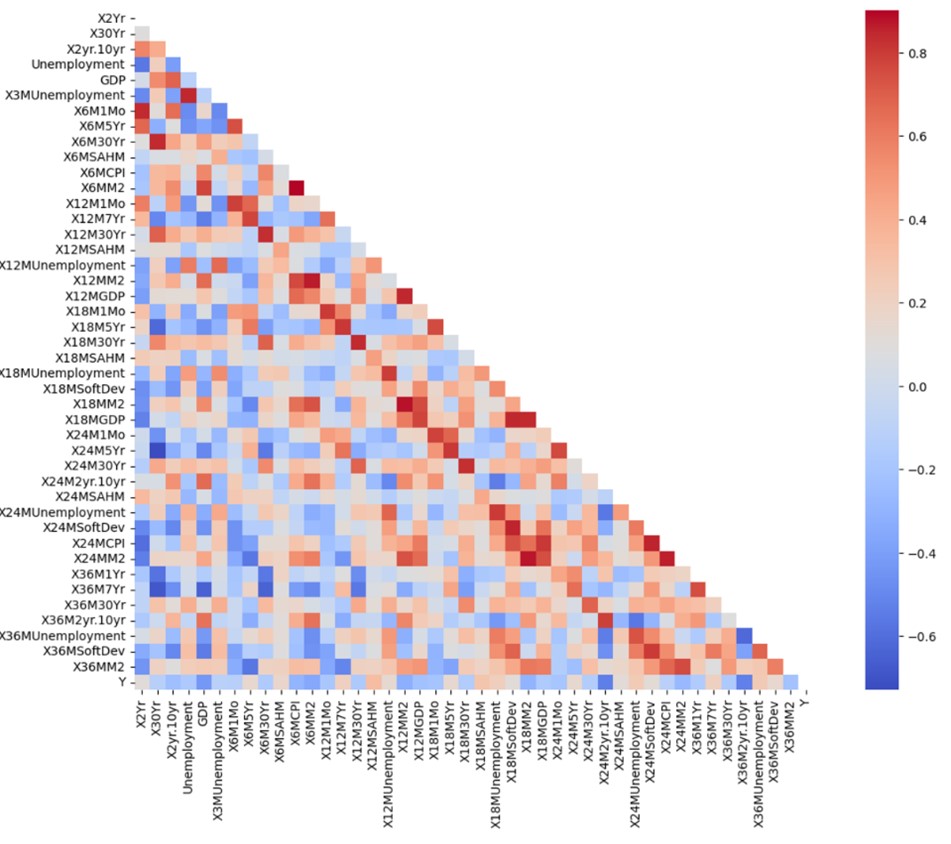 X2Yr
X30Yr
X2yr.10yr
Unemployment
GDP
X3MUnemployment
X6M1Mo
X6M5Yr
X6M30Yr
X6MSAHM
X6MCPI
X6MM2
X12M1Mo
X12M7Yr
X12M30Yr
X12MSAHM
X12MUnemployment
X12MM2
X12MGDP
X18M1Mo
X18M5Yr
X18M30Yr
X18MSAHM
X18MUnemployment
X18MSoftDev
X18MM2
X18MGDP
X24M1Mo
X24M5Yr
X24M30Yr
X24M2yr.10yr
X24MSAHM
X24MUnemployment
X24MSoftDev
X24MCPI
X24MM2
X36M1Yr
X36M7Yr
X36M30Yr
X36M2yr.10yr
X36MUnemployment
X36MSoftDev
X36MM2
Y
X2Yr
X30Yr
X2yr.10yr
Unemployment
GDP
X3MUnemployment
X6M1Mo
X6M5Yr
X6M30Yr
X6MSAHM
X6MCPI
X6MM2
X12M1Mo
X12M7Yr
X12M30Yr
X12MSAHM
X12MUnemployment
X12MM2
X12MGDP
X18M1Mo
X18M5Yr
X18M30Yr
X18MSAHM
X18MUnemployment
X18MSoftDev
X18MM2
X18MGDP
X24M1Mo
X24M5Yr
X24M30Yr
X24M2yr.10yr
X24MSAHM
X24MUnemployment
X24MSoftDev
X24MCPI
X24MM2
X36M1Yr
X36M7Yr
X36M30Yr
X36M2yr.10yr
X36MUnemployment
X36MSoftDev
X36MM2
Y
0.8
0.6
0.4
0.2
0.0
−0.2
−0.4
−0.6